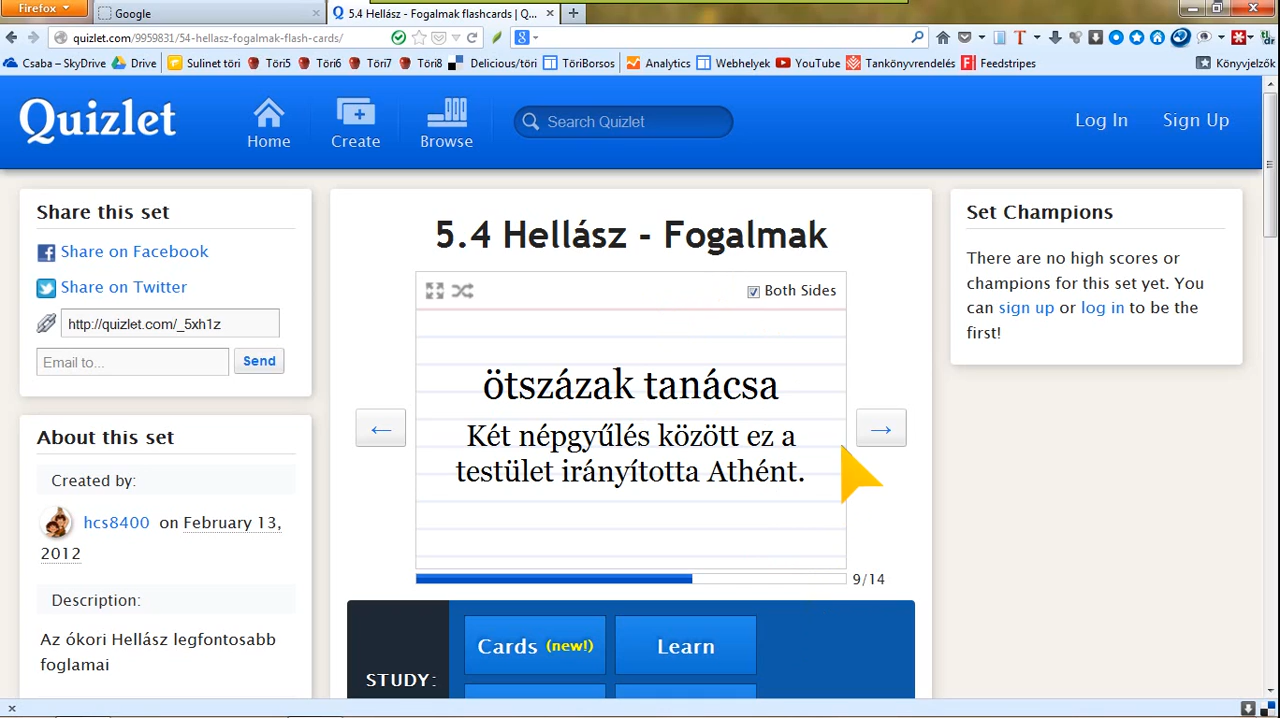 Firefox
Google
5.4 Hellász - Fogalmak flashcards | Q...
quizlet.com/9959831/54-hellasz-fogalmak-flash-cards/
Csaba – SkyDrive Drive Sulinet töri Töri5 Töri6 Töri7 Töri8 Delicious/töri TöriBorsos Analytics Webhelyek YouTube Tankönyvrendelés Feedstripes Könyvjelzők
Quizlet
Home
Create
Browse
Search Quizlet
Log In
Sign Up
Share this set
Share on Facebook
Share on Twitter
http://quizlet.com/_5xh1z
Email to...
Send
About this set
Created by:
hcs8400 on February 13,
2012
Description:
Az ókori Hellász legfontosabb
foglamai
5.4 Hellász - Fogalmak
Both Sides
ötszázak tanácsa
Két népgyűlés között ez a
testület irányította Athént.
9/14
STUDY:
Cards (new!)
Learn
Set Champions
There are no high scores or
champions for this set yet. You
can sign up or log in to be the
first!